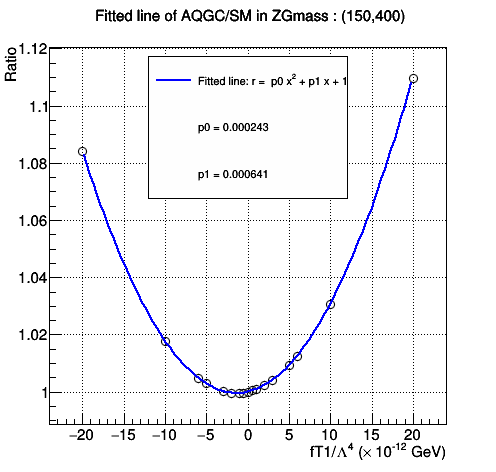 Fitted line of AQGC/SM in ZGmass : (150,400)
Ratio
1.12
1.1
1.08
1.06
1.04
1.02
1
Fitted line: r = p0 x² + p1 x + 1
p0 = 0.000243
p1 = 0.000641
−20 −15 −10 −5 0 5 10 15 20
fT1/Λ⁴ (× 10⁻¹² GeV)